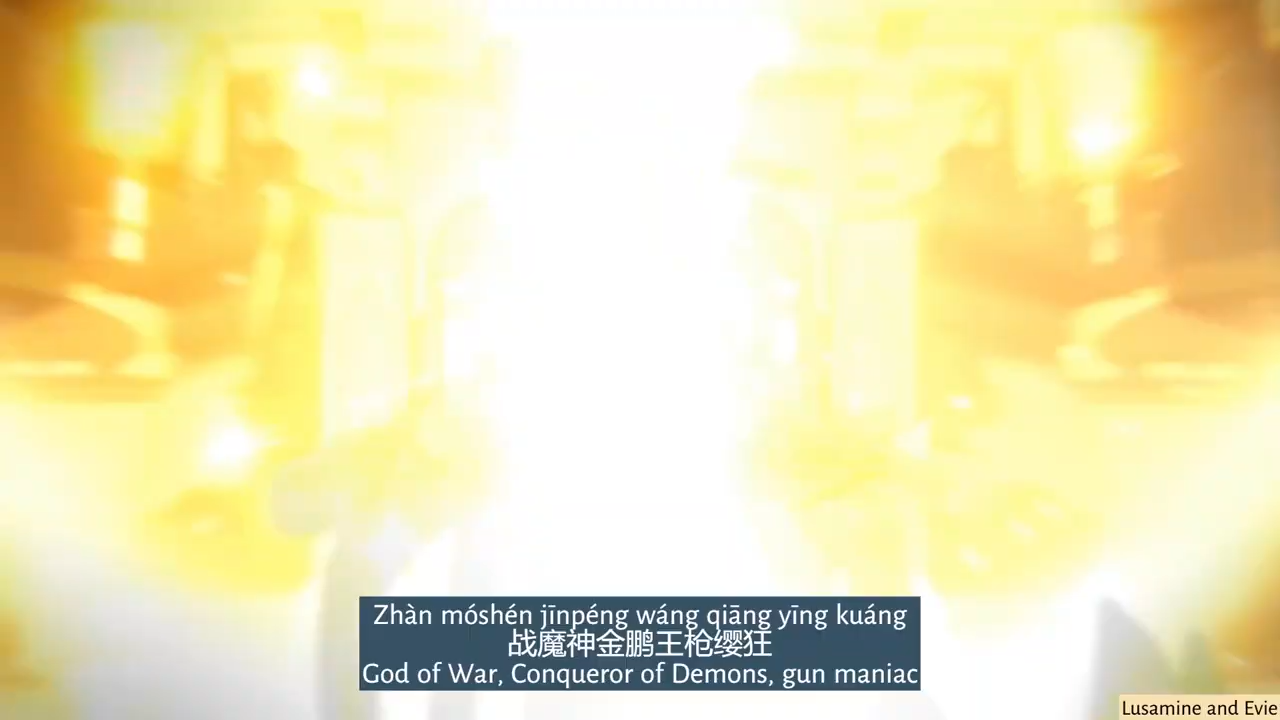 Zhàn móshén jīnpéng wáng qiāng yīng kuáng
战魔神金鹏王枪缨狂
God of War, Conqueror of Demons, gun maniac
Lusamine and Evie